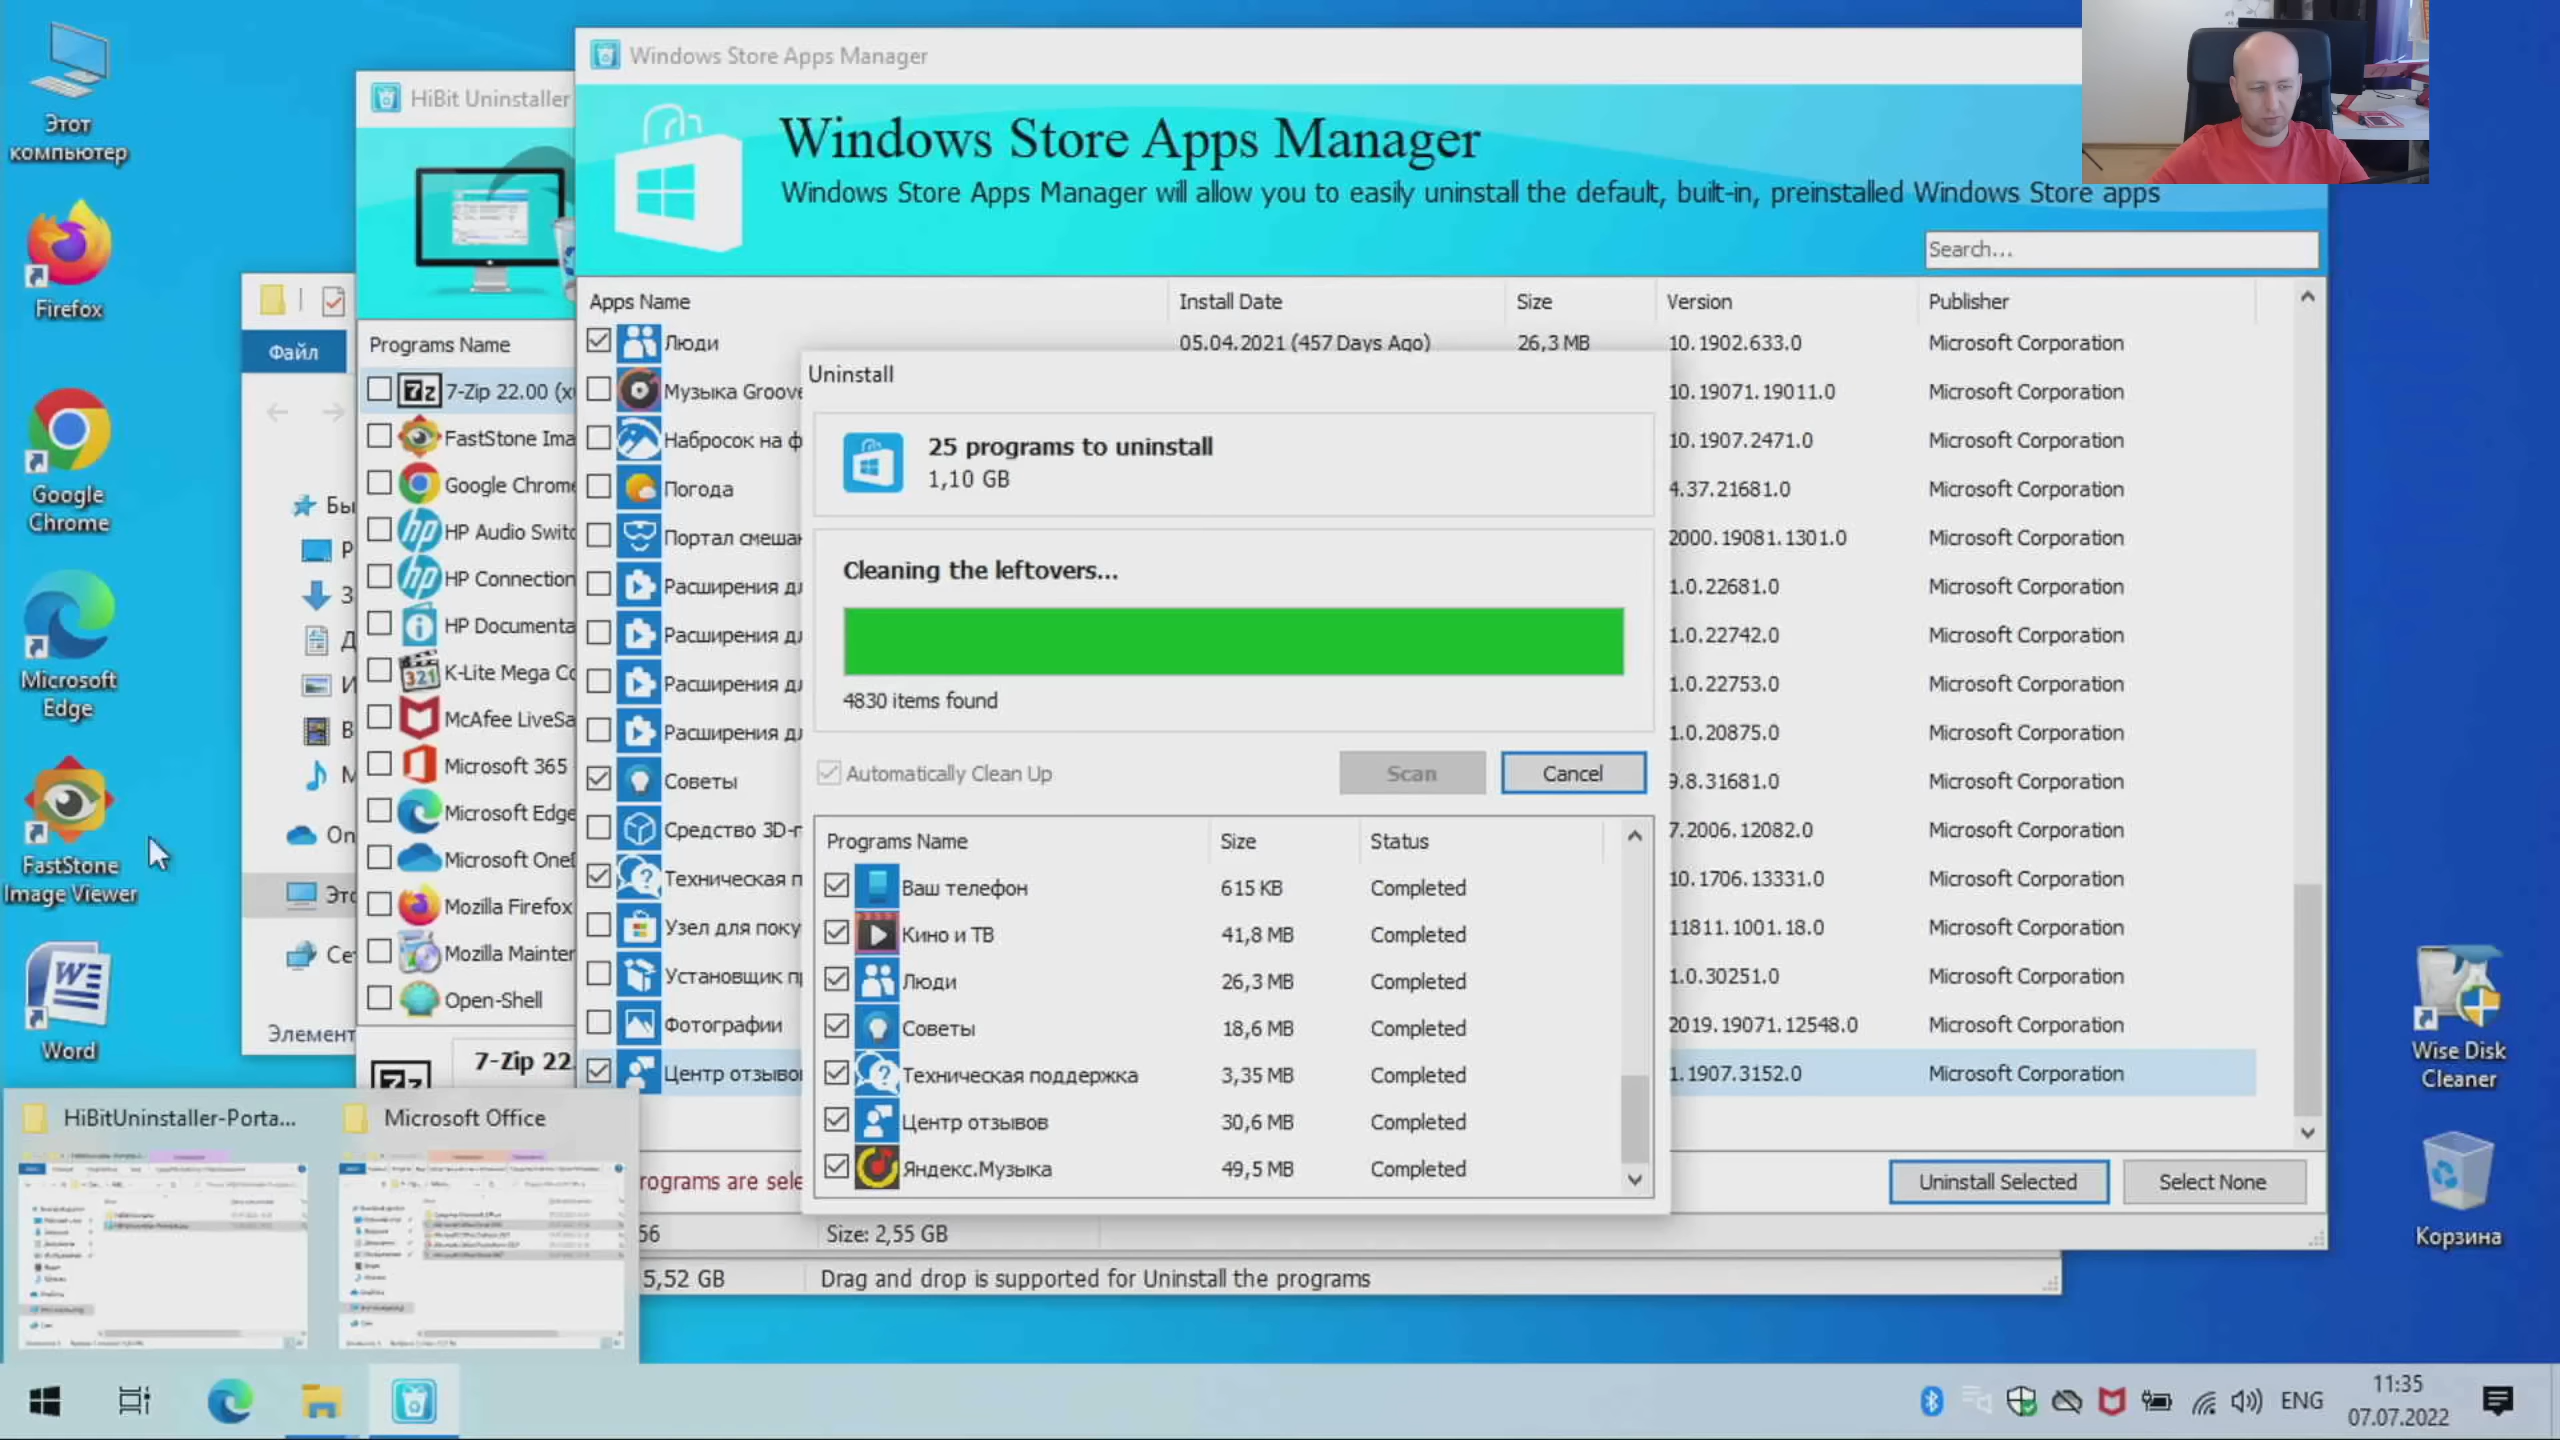 Этот
компьютер
Firefox
Google
Chrome
Microsoft
Edge
FastStone
Image Viewer
Word
Wise Disk
Cleaner
Корзина
Файл
Элемент
HiBit Uninstaller
Programs Name
7-Zip 22.00
FastStone Ima
Google Chrome
HP Audio Switc
HP Connection
HP Documenta
K-Lite Mega Co
McAfee LiveSa
Microsoft 365
Microsoft Edge
Microsoft One
Mozilla Firefox
Mozilla Mainter
Open-Shell
7-Zip 22.
Windows Store Apps Manager
Windows Store Apps Manager
Windows Store Apps Manager will allow you to easily uninstall the default, built-in, preinstalled Windows Store apps
Search...
Apps Name Install Date Size Version Publisher
Люди 05.04.2021 (457 Days Ago) 26,3 MB 10.1902.633.0 Microsoft Corporation
Музыка Groove 10.19071.19011.0 Microsoft Corporation
Набросок на ф 10.1907.2471.0 Microsoft Corporation
Погода 4.37.21681.0 Microsoft Corporation
Портал смешан 2000.19081.1301.0 Microsoft Corporation
Расширения дл 1.0.22681.0 Microsoft Corporation
Расширения дл 1.0.22742.0 Microsoft Corporation
Расширения дл 1.0.22753.0 Microsoft Corporation
Расширения дл 1.0.20875.0 Microsoft Corporation
Советы 9.8.31681.0 Microsoft Corporation
Средство 3D-п 7.2006.12082.0 Microsoft Corporation
Техническая п 10.1706.13331.0 Microsoft Corporation
Узел для поку 11811.1001.18.0 Microsoft Corporation
Установщик п 1.0.30251.0 Microsoft Corporation
Фотографии 2019.19071.12548.0 Microsoft Corporation
Центр отзывов 1.1907.3152.0 Microsoft Corporation
rograms are sele
Uninstall Selected
Select None
56 Size: 2,55 GB
5,52 GB Drag and drop is supported for Uninstall the programs
Uninstall
25 programs to uninstall
1,10 GB
Cleaning the leftovers...
4830 items found
Automatically Clean Up
Scan
Cancel
Programs Name Size Status
Ваш телефон 615 KB Completed
Кино и ТВ 41,8 MB Completed
Люди 26,3 MB Completed
Советы 18,6 MB Completed
Техническая поддержка 3,35 MB Completed
Центр отзывов 30,6 MB Completed
Яндекс.Музыка 49,5 MB Completed
HiBitUninstaller-Porta...
Microsoft Office
ENG
11:35
07.07.2022